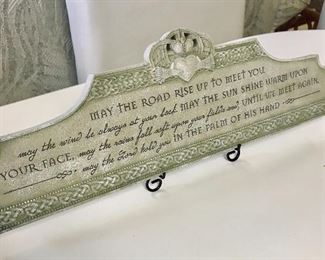 MAY THE ROAD RISE UP TO MEET YOU
may the wind be always at your back. MAY THE SUN SHINE WARM UPON
YOUR FACE, may the rains fall soft upon your fields and UNTIL WE MEET AGAIN,
may the Lord hold you IN THE PALM OF HIS HAND